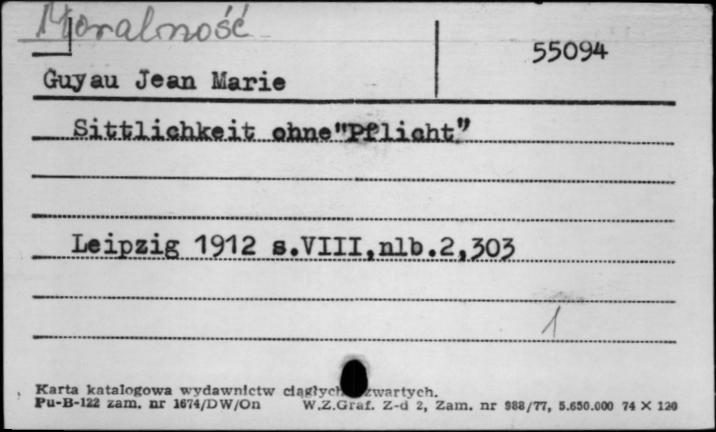 Moralność
55094
Guyau Jean Marie
Sittlichkeit ohne "Pflicht"
Leipzig 1912 s.VIII,nlb.2,303
1
Karta katalogowa wydawnictw ciągłych zwartych.
Pu-B-122 zam. nr 1674/DW/On W.Z.Graf. Z-d 2, Zam. nr 988/77, 5.650.000 74 X 120